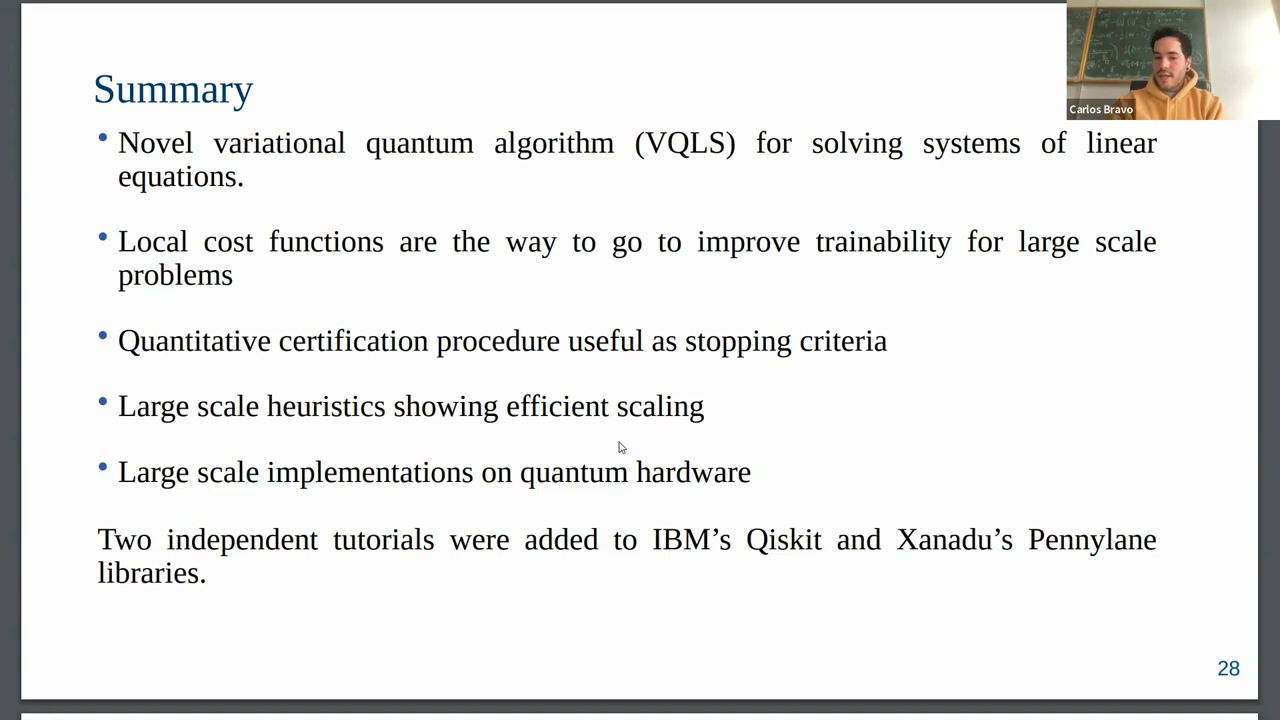 Summary
• Novel variational quantum algorithm (VQLS) for solving systems of linear
equations.
• Local cost functions are the way to go to improve trainability for large scale
problems
• Quantitative certification procedure useful as stopping criteria
• Large scale heuristics showing efficient scaling
• Large scale implementations on quantum hardware
Two independent tutorials were added to IBM’s Qiskit and Xanadu’s Pennylane
libraries.
28
Carlos Bravo